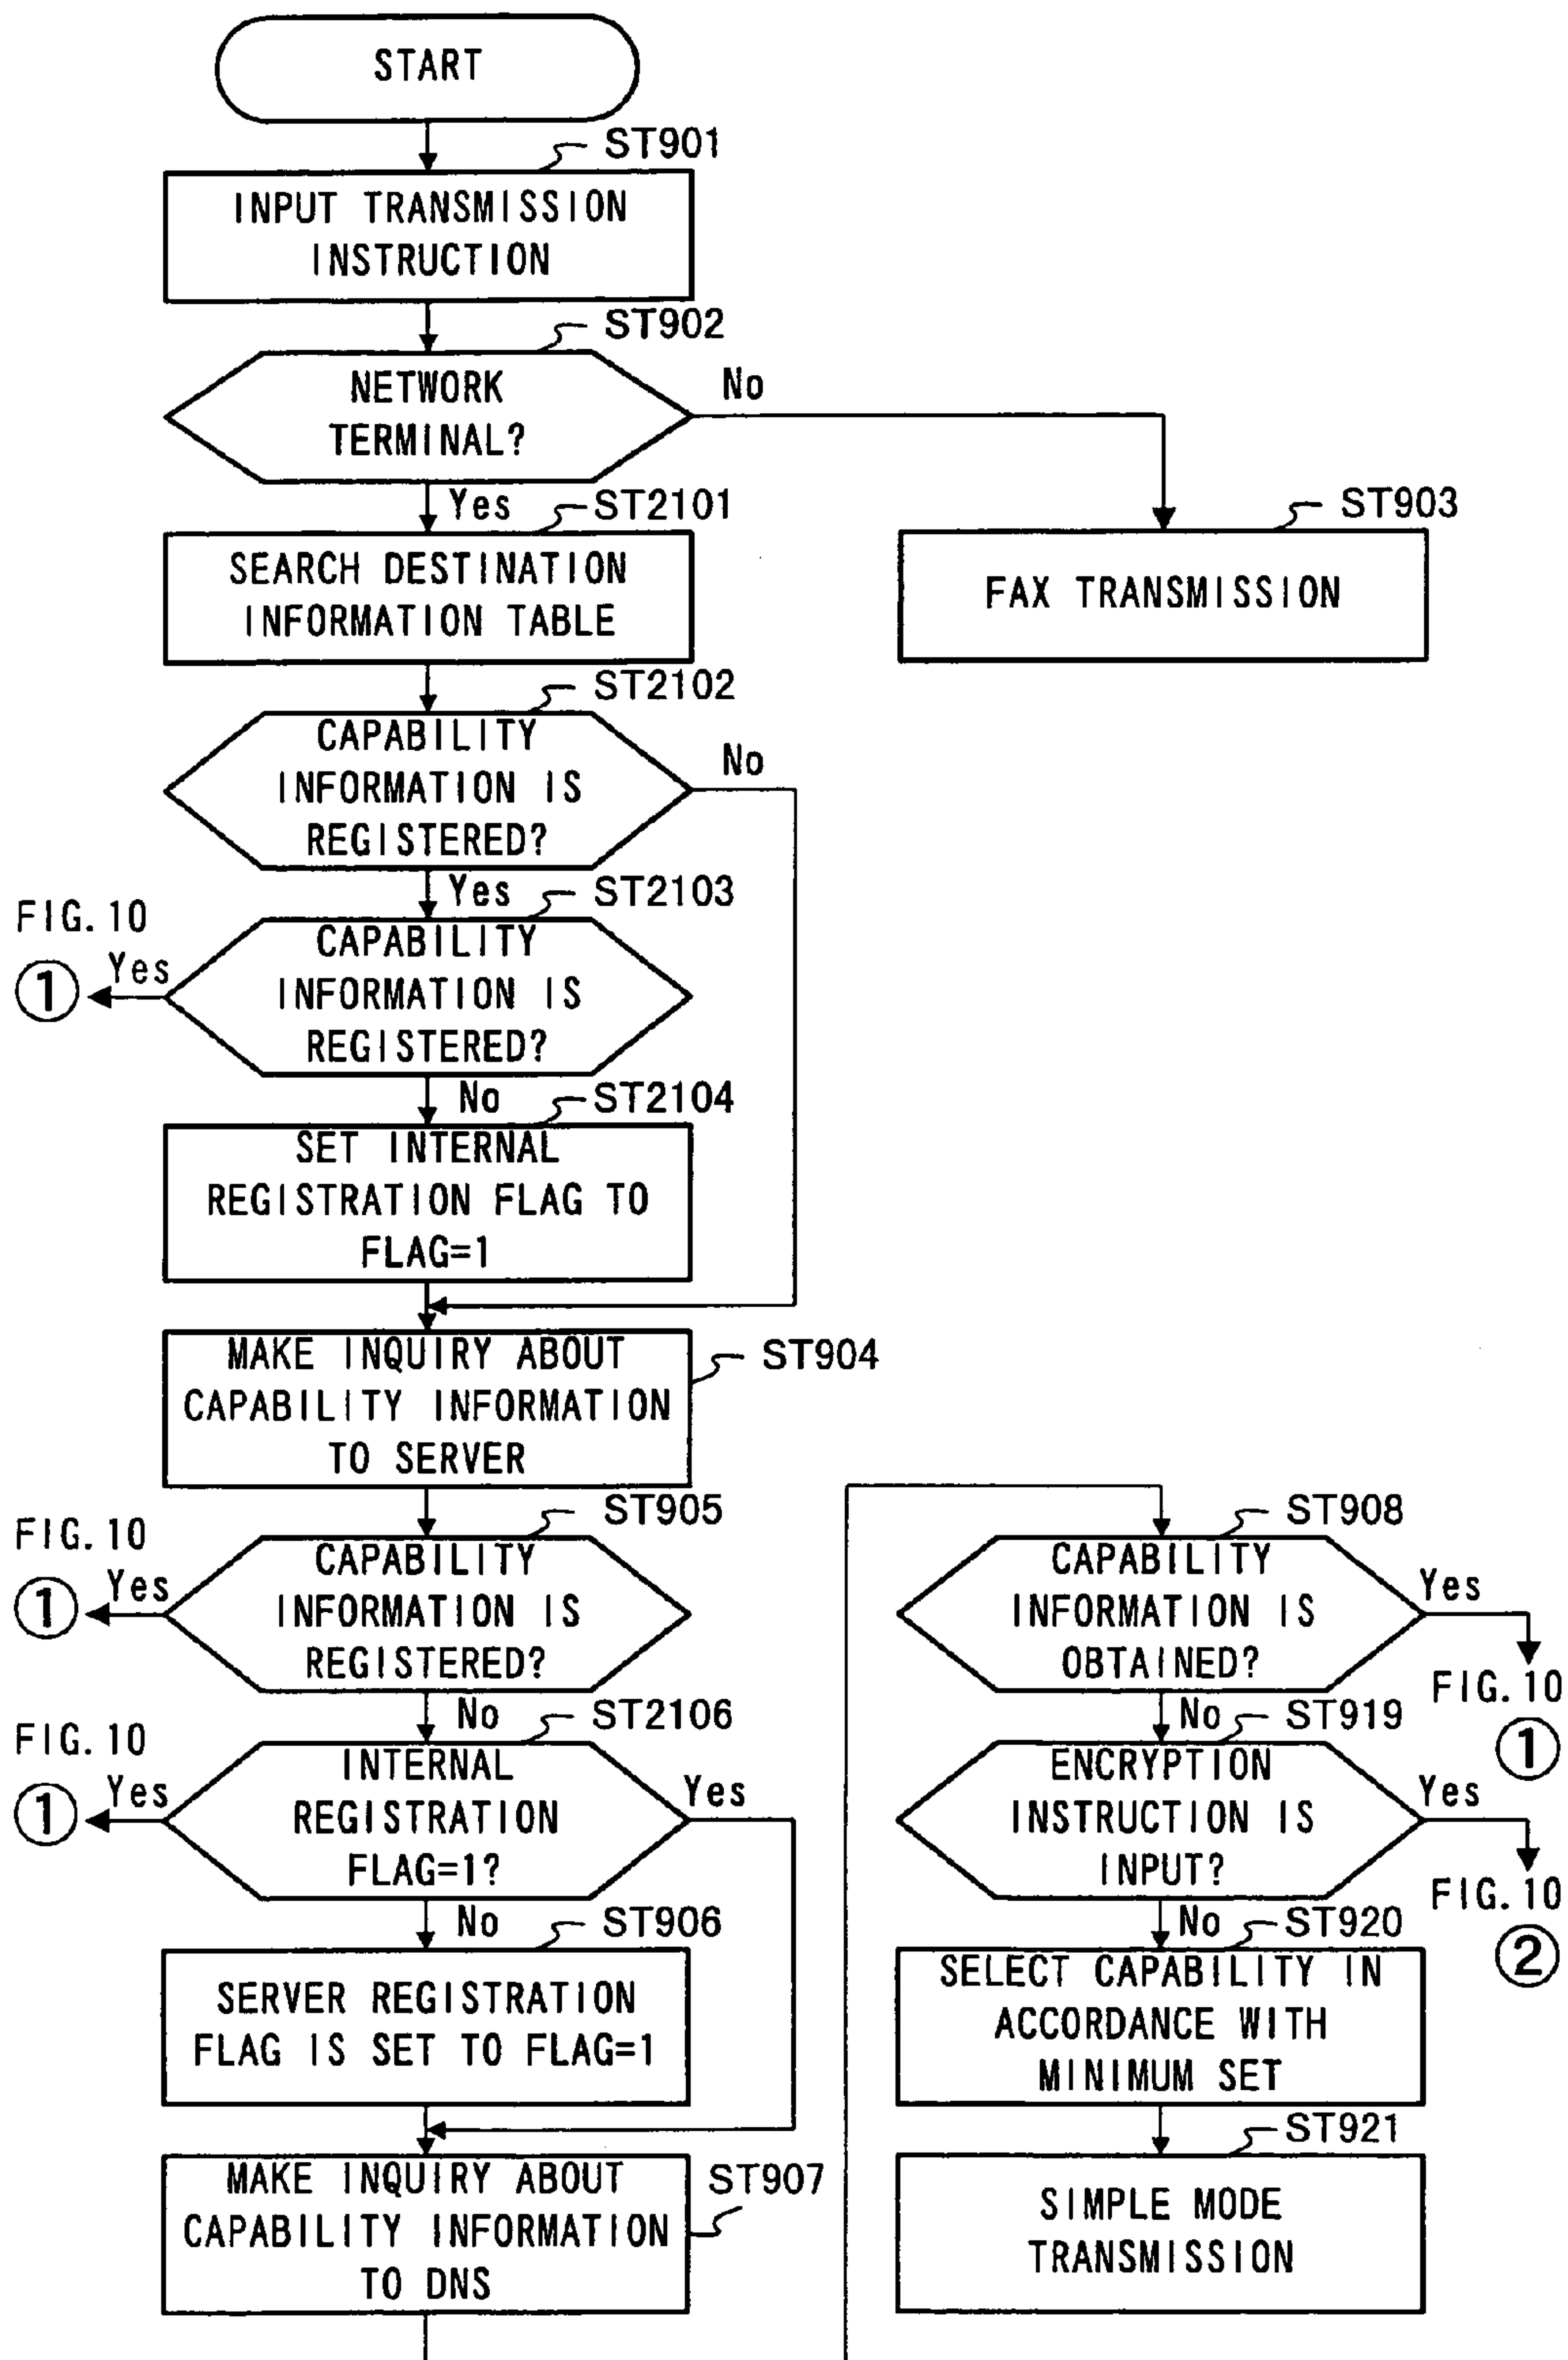 START
ST901
INPUT TRANSMISSION
INSTRUCTION
ST902
NETWORK
TERMINAL?
No
Yes
ST2101
SEARCH DESTINATION
INFORMATION TABLE
ST903
FAX TRANSMISSION
ST2102
CAPABILITY
INFORMATION IS
REGISTERED?
No
Yes
ST2103
FIG. 10
1
Yes
CAPABILITY
INFORMATION IS
REGISTERED?
No
ST2104
SET INTERNAL
REGISTRATION FLAG TO
FLAG=1
MAKE INQUIRY ABOUT
CAPABILITY INFORMATION
TO SERVER
ST904
ST905
FIG. 10
1
Yes
CAPABILITY
INFORMATION IS
REGISTERED?
No
ST2106
FIG. 10
1
Yes
INTERNAL
REGISTRATION
FLAG=1?
Yes
No
ST906
SERVER REGISTRATION
FLAG IS SET TO FLAG=1
MAKE INQUIRY ABOUT
CAPABILITY INFORMATION
TO DNS
ST907
ST908
CAPABILITY
INFORMATION IS
OBTAINED?
Yes
FIG. 10
1
No
ST919
ENCRYPTION
INSTRUCTION IS
INPUT?
Yes
FIG. 10
2
No
ST920
SELECT CAPABILITY IN
ACCORDANCE WITH
MINIMUM SET
ST921
SIMPLE MODE
TRANSMISSION